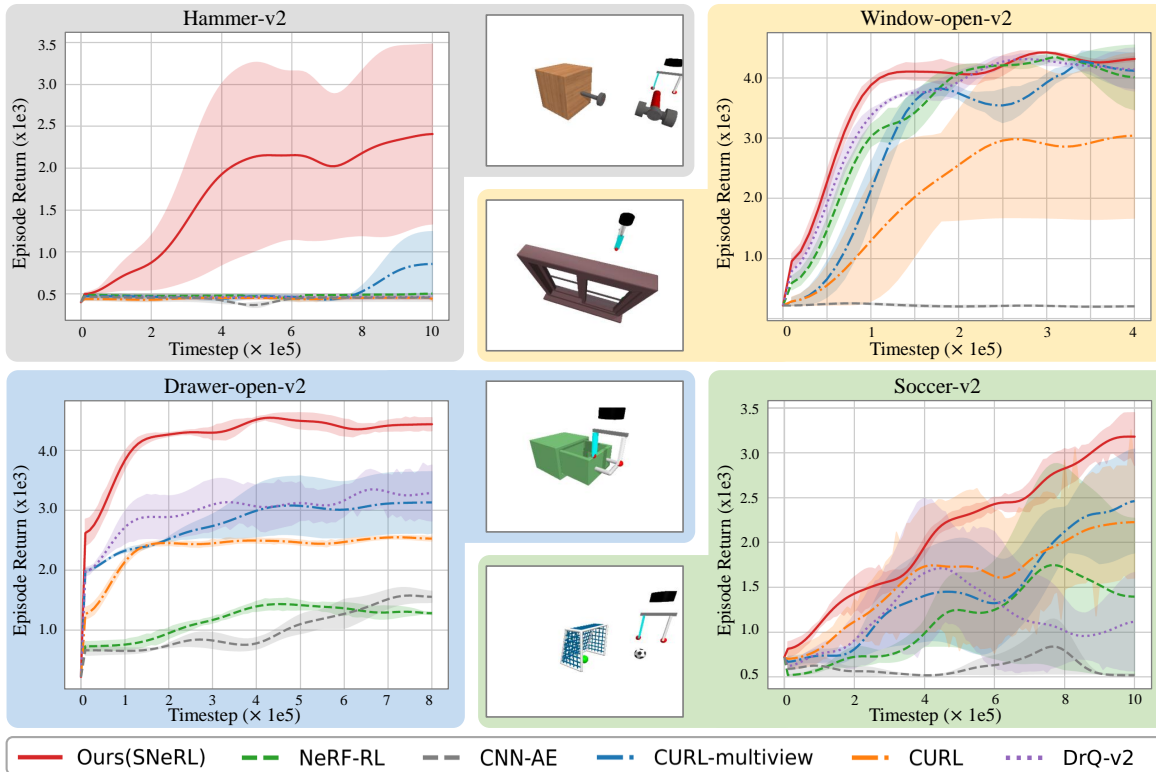 Hammer-v2
Episode Return (x1e3)
3.5
3.0
2.5
2.0
1.5
1.0
0.5
0 2 4 6 8 10
Timestep (× 1e5)
Window-open-v2
Episode Return (x1e3)
4.0
3.0
2.0
1.0
0 1 2 3 4
Timestep (× 1e5)
Drawer-open-v2
Episode Return (x1e3)
4.0
3.0
2.0
1.0
0 1 2 3 4 5 6 7 8
Timestep (× 1e5)
Soccer-v2
Episode Return (x1e3)
3.5
3.0
2.5
2.0
1.5
1.0
0.5
0 2 4 6 8 10
Timestep (× 1e5)
Ours(SNeRL) NeRF-RL CNN-AE CURL-multiview CURL DrQ-v2